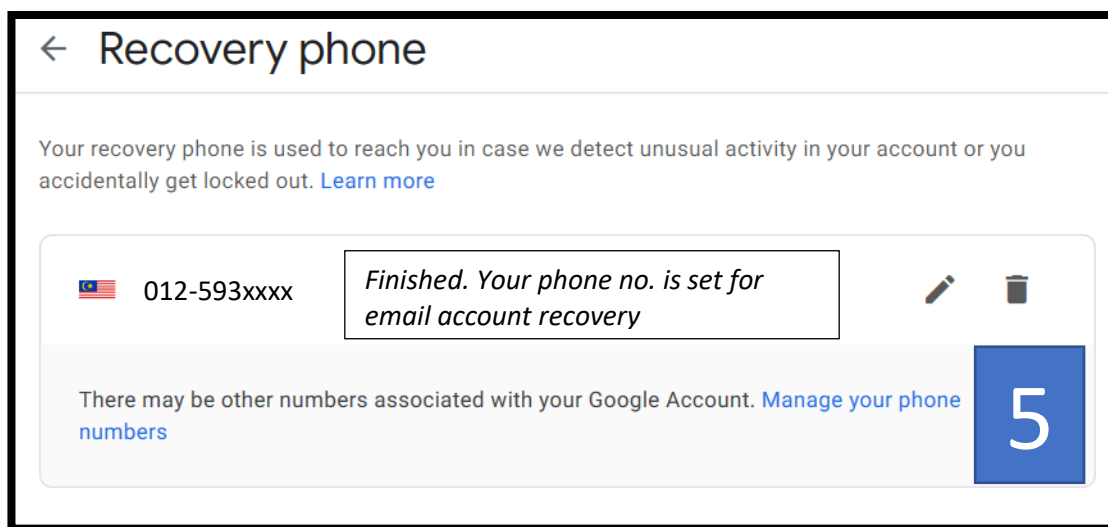 ← Recovery phone
Your recovery phone is used to reach you in case we detect unusual activity in your account or you
accidentally get locked out. Learn more
012-593xxxx
Finished. Your phone no. is set for
email account recovery
There may be other numbers associated with your Google Account. Manage your phone
numbers
5